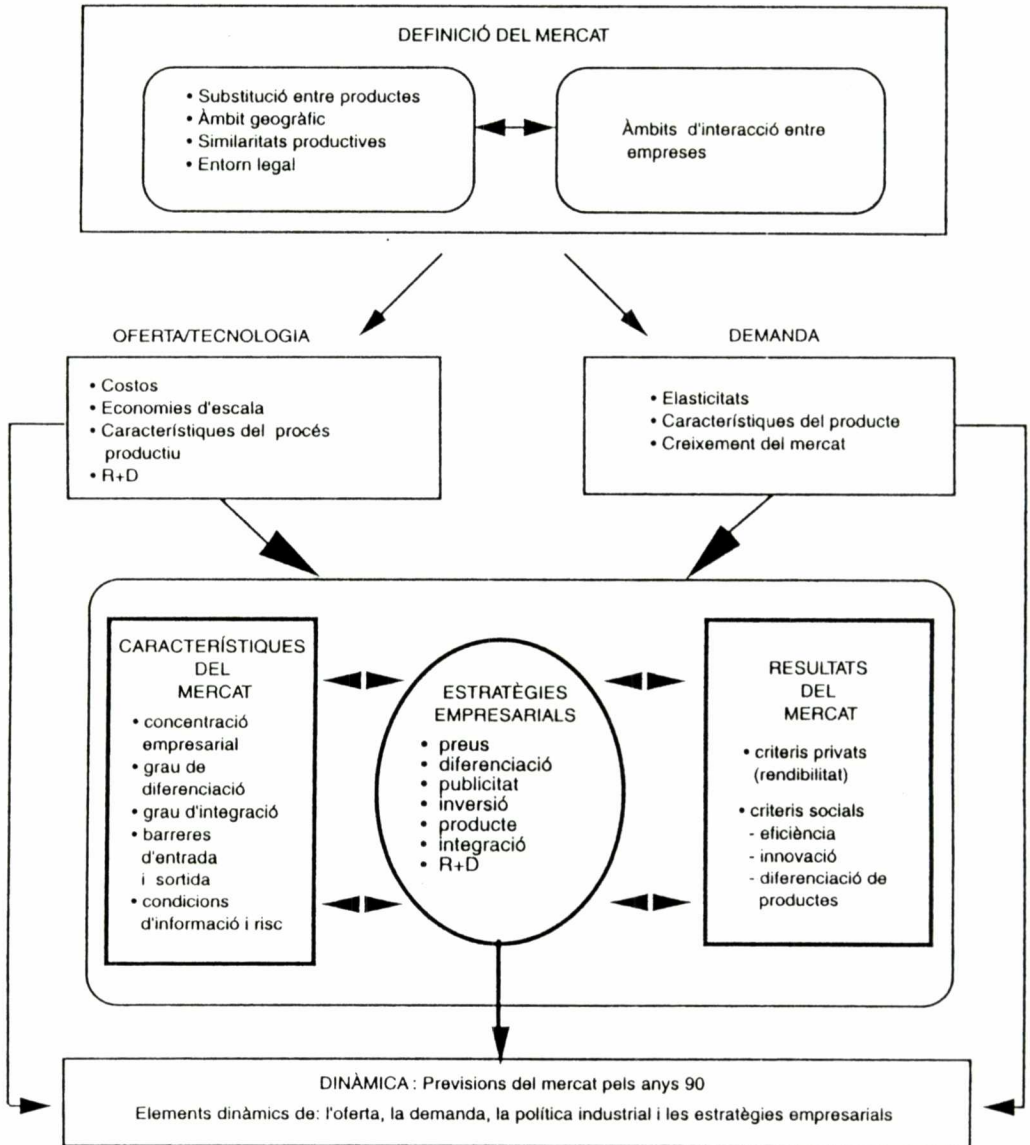 DEFINICIÓ DEL MERCAT
• Substitució entre productes
• Àmbit geogràfic
• Similaritats productives
• Entorn legal
Àmbits d'interacció entre
empreses
OFERTA/TECNOLOGIA
• Costos
• Economies d'escala
• Característiques del procés
productiu
• R+D
DEMANDA
• Elasticitats
• Característiques del producte
• Creixement del mercat
CARACTERÍSTIQUES
DEL
MERCAT
• concentració
empresarial
• grau de
diferenciació
• grau d'integració
• barreres
d'entrada
i sortida
• condicions
d'informació i risc
ESTRATÈGIES
EMPRESARIALS
• preus
• diferenciació
• publicitat
• inversió
• producte
• integració
• R+D
RESULTATS
DEL
MERCAT
• criteris privats
(rendibilitat)
• criteris socials
- eficiència
- innovació
- diferenciació de
productes
DINÀMICA : Previsions del mercat pels anys 90
Elements dinàmics de: l'oferta, la demanda, la política industrial i les estratègies empresarials